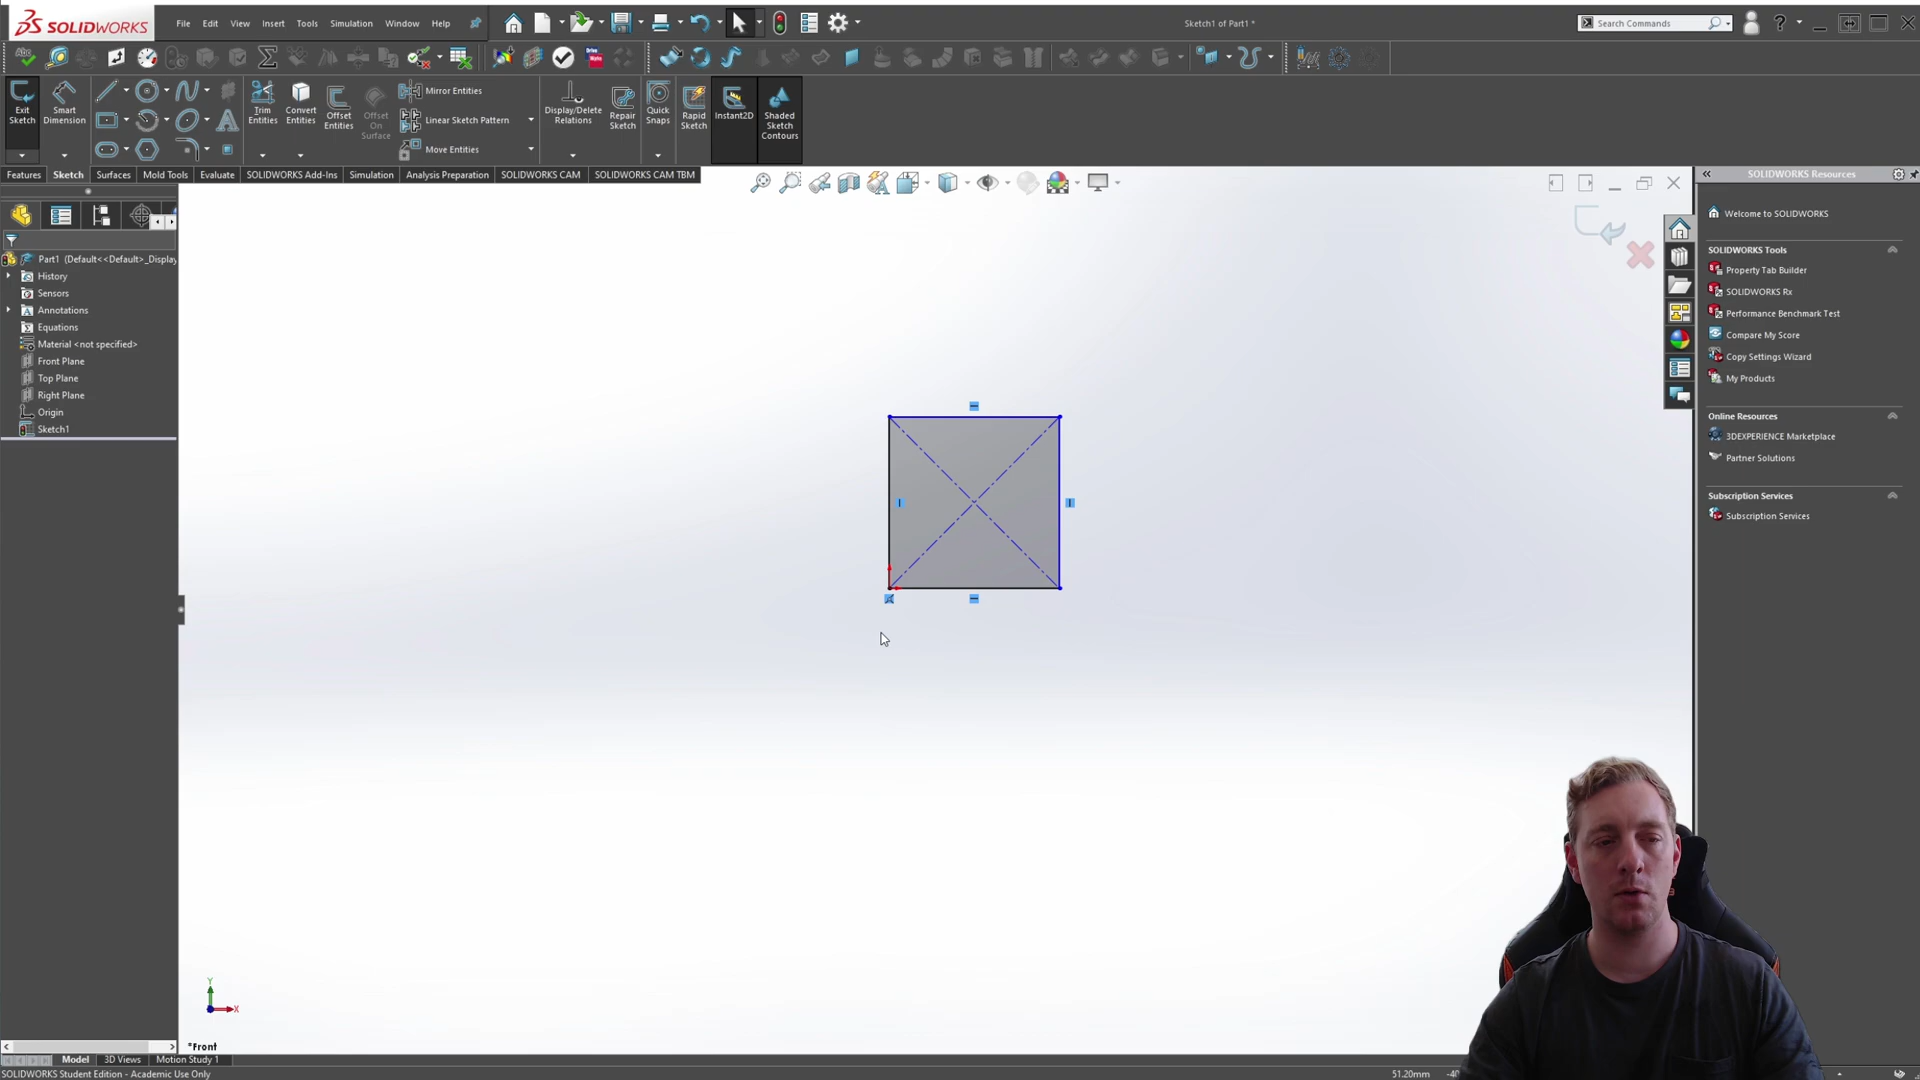 SOLIDWORKS
File Edit View Insert Tools Simulation Window Help
Sketch1 of Part1 *
Search Commands
Exit Sketch
Smart Dimension
Trim Entities
Convert Entities
Offset Entities
Offset On Surface
Mirror Entities
Linear Sketch Pattern
Move Entities
Display/Delete Relations
Repair Sketch
Quick Snaps
Rapid Sketch
Instant2D
Shaded Sketch Contours
Features Sketch Mold Tools Surfaces Evaluate SOLIDWORKS Add-Ins Simulation Analysis Preparation SOLIDWORKS CAM SOLIDWORKS CAM TBM
Part1 (Default<<Default>_Display
History
Sensors
Annotations
Equations
Material <not specified>
Front Plane
Top Plane
Right Plane
Origin
Sketch1
SOLIDWORKS Resources
Welcome to SOLIDWORKS
SOLIDWORKS Tools
Property Tab Builder
SOLIDWORKS Rx
Performance Benchmark Test
Compare My Score
Copy Settings Wizard
My Products
Online Resources
3DEXPERIENCE Marketplace
Partner Solutions
Subscription Services
Subscription Services
Y
X
*Front
Model 3D Views Motion Study 1
SOLIDWORKS Student Edition - Academic Use Only
51.20mm